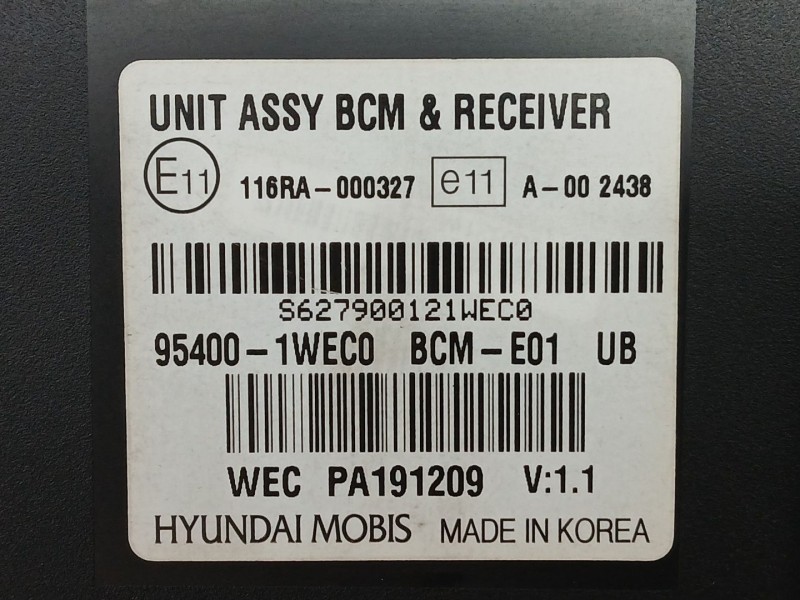 UNIT ASSY BCM & RECEIVER
E11 116RA-000327 e11 A-00 2438
S627900121WEC0
95400-1WEC0 BCM-E01 UB
WEC PA191209 V:1.1
HYUNDAI MOBIS MADE IN KOREA